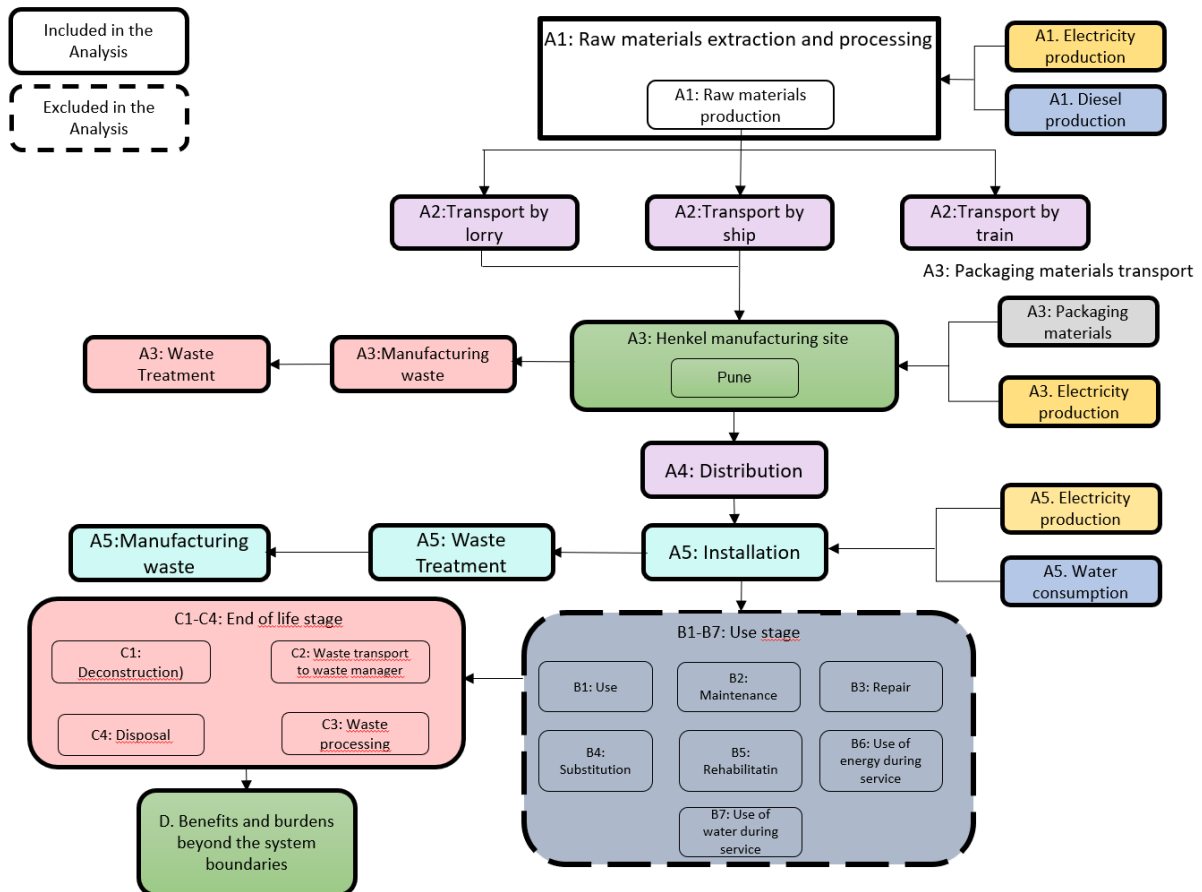 Included in the
Analysis
Excluded in the
Analysis
A1: Raw materials extraction and processing
A1: Raw materials
production
A1. Electricity
production
A1. Diesel
production
A2:Transport by
lorry
A2:Transport by
ship
A2:Transport by
train
A3: Packaging materials transport
A3: Packaging
materials
A3. Electricity
production
A3: Henkel manufacturing site
Pune
A3:Manufacturing
waste
A3: Waste
Treatment
A4: Distribution
A5. Electricity
production
A5. Water
consumption
A5: Installation
A5: Waste
Treatment
A5:Manufacturing
waste
C1-C4: End of life stage
C1:
Deconstruction)
C2: Waste transport
to waste manager
C4: Disposal
C3: Waste
processing
B1-B7: Use stage
B1: Use
B2:
Maintenance
B3: Repair
B4:
Substitution
B5:
Rehabilitatin
B6: Use of
energy during
service
B7: Use of
water during
service
D. Benefits and burdens
beyond the system
boundaries